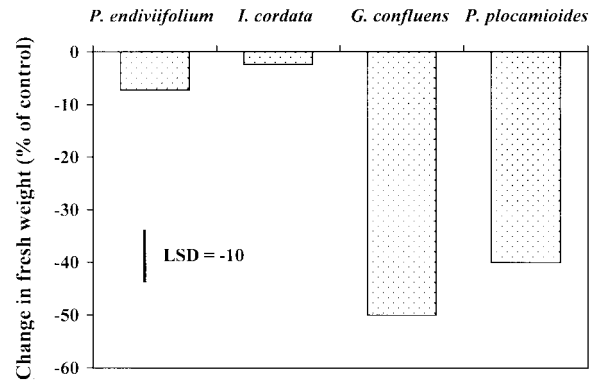 P. endiviifolium I. cordata G. confluens P. plocamioides
Change in fresh weight (% of control)
0
-10
-20
-30
LSD = -10
-40
-50
-60